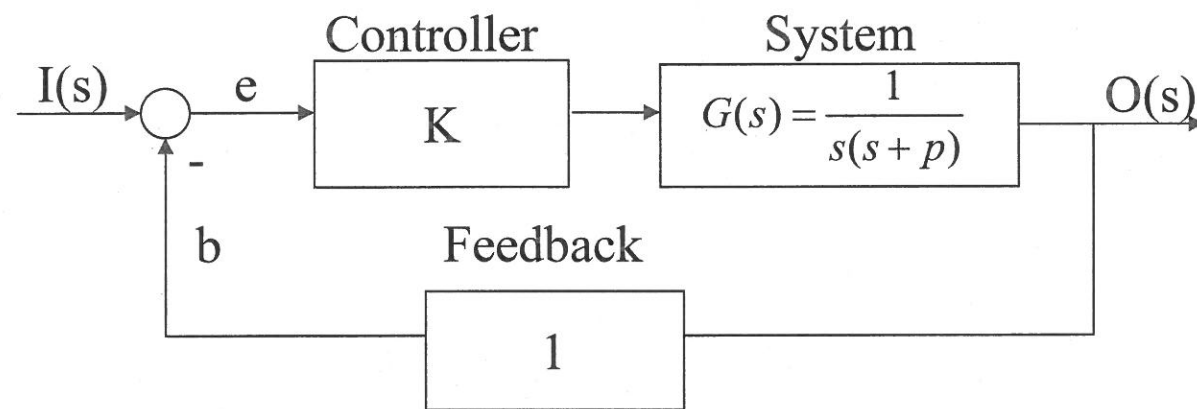 Controller
System
I(s)
e
K
G(s) = 1 / s(s + p)
O(s)
-
b
Feedback
1